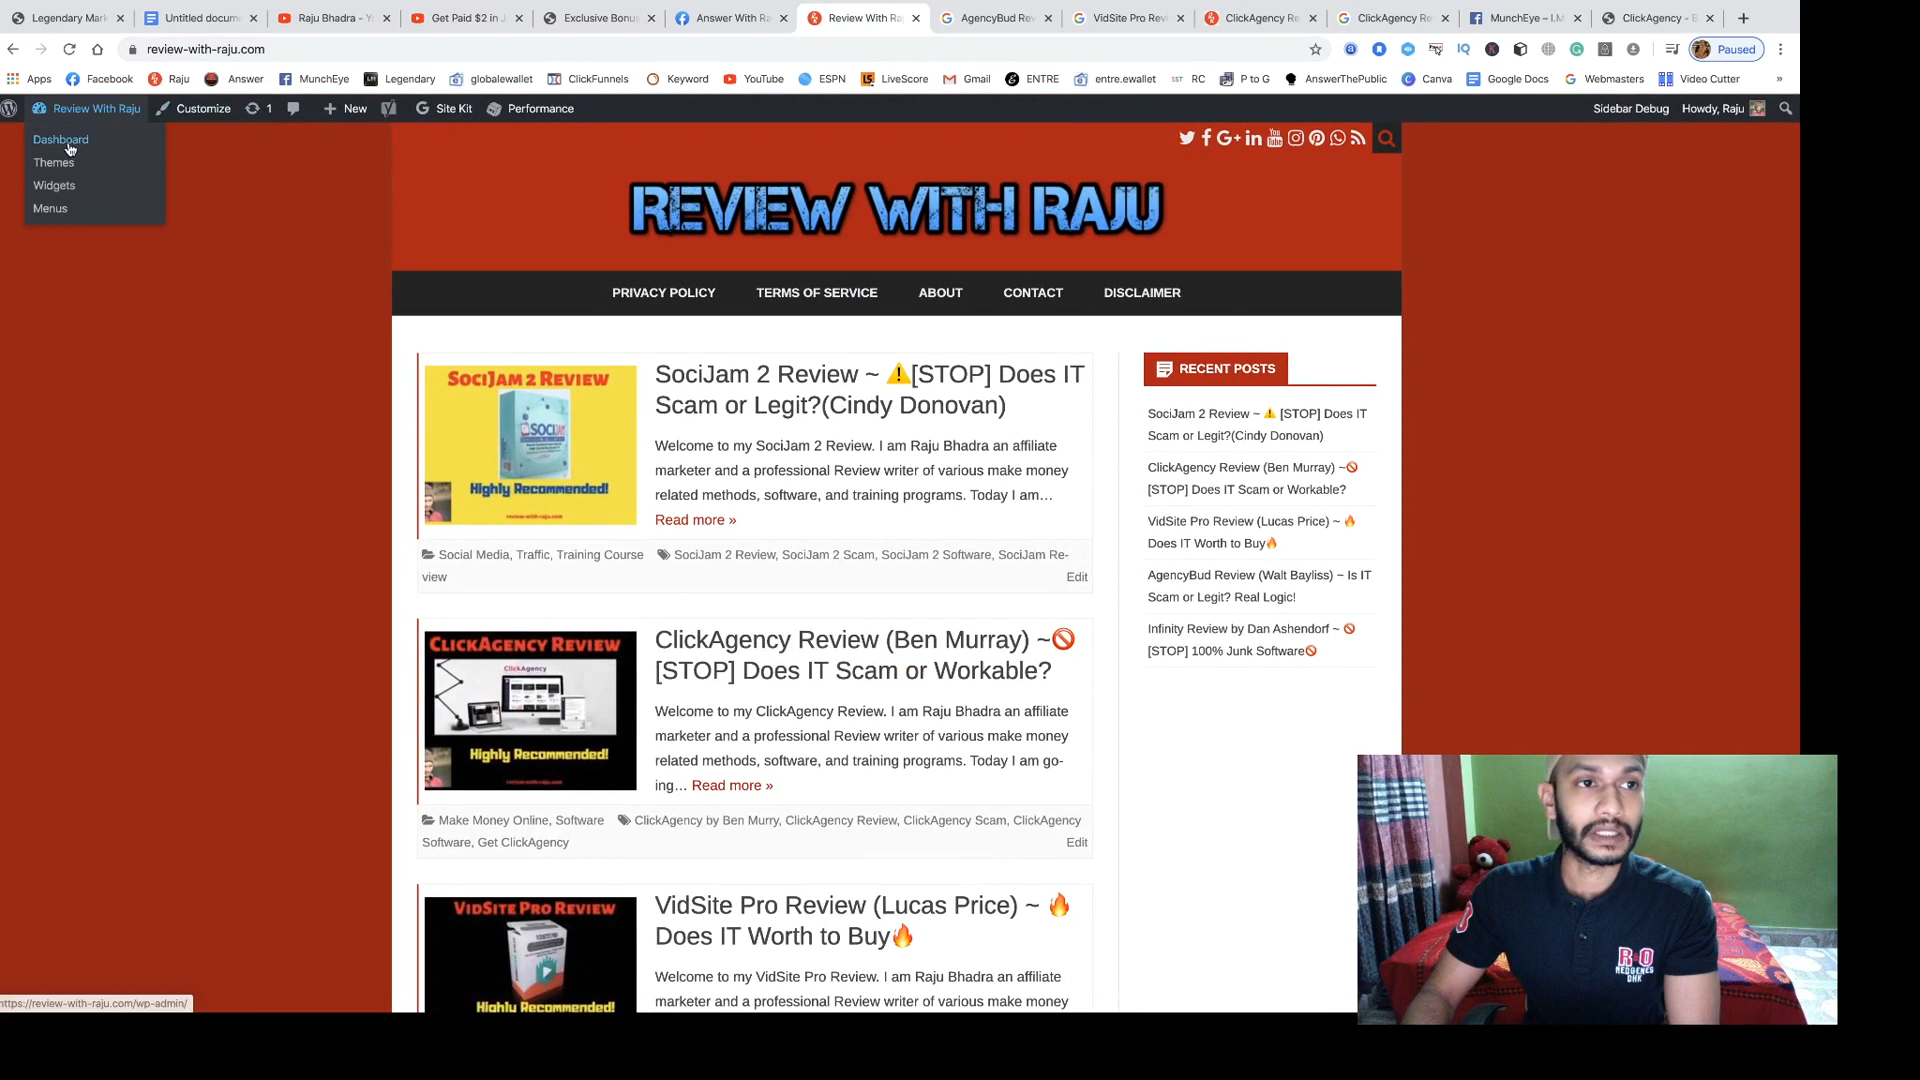 Legendary Mark
Untitled docum
Raju Bhadra - Y
Get Paid $2 in
Exclusive Bonu
Answer With Ra
Review With Raj
AgencyBud Rev
VidSite Pro Rev
ClickAgency Re
ClickAgency Re
MunchEye – I.M
ClickAgency - B
review-with-raju.com
Paused
Apps
Facebook
Raju
Answer
MunchEye
Legendary
globalewallet
ClickFunnels
Keyword
YouTube
ESPN
LiveScore
Gmail
ENTRE
entre.ewallet
RC
P to G
AnswerThePublic
Canva
Google Docs
Webmasters
Video Cutter
»
Review With Raju
Customize
1
New
Site Kit
Performance
Sidebar Debug
Howdy, Raju
Dashboard
Themes
Widgets
Menus
REVIEW WITH RAJU
PRIVACY POLICY
TERMS OF SERVICE
ABOUT
CONTACT
DISCLAIMER
SOCIJAM 2 REVIEW
SOCIJAM
Highly Recommended!
review-with-raju.com
SociJam 2 Review ~ ⚠[STOP] Does IT
Scam or Legit?(Cindy Donovan)
Welcome to my SociJam 2 Review. I am Raju Bhadra an affiliate
marketer and a professional Review writer of various make money
related methods, software, and training programs. Today I am…
Read more »
Social Media, Traffic, Training Course
SociJam 2 Review, SociJam 2 Scam, SociJam 2 Software, SociJam Re-
view
Edit
CLICKAGENCY REVIEW
ClickAgency
Highly Recommended!
review-with-raju.com
ClickAgency Review (Ben Murray) ~🚫
[STOP] Does IT Scam or Workable?
Welcome to my ClickAgency Review. I am Raju Bhadra an affiliate
marketer and a professional Review writer of various make money
related methods, software, and training programs. Today I am go-
ing… Read more »
Make Money Online, Software
ClickAgency by Ben Murry, ClickAgency Review, ClickAgency Scam, ClickAgency
Software, Get ClickAgency
Edit
VIDSITE PRO REVIEW
Highly Recommended!
VidSite Pro Review (Lucas Price) ~ 🔥
Does IT Worth to Buy🔥
Welcome to my VidSite Pro Review. I am Raju Bhadra an affiliate
marketer and a professional Review writer of various make money
RECENT POSTS
SociJam 2 Review ~ ⚠ [STOP] Does IT
Scam or Legit?(Cindy Donovan)
ClickAgency Review (Ben Murray) ~🚫
[STOP] Does IT Scam or Workable?
VidSite Pro Review (Lucas Price) ~ 🔥
Does IT Worth to Buy🔥
AgencyBud Review (Walt Bayliss) ~ Is IT
Scam or Legit? Real Logic!
Infinity Review by Dan Ashendorf ~ 🚫
[STOP] 100% Junk Software🚫
https://review-with-raju.com/wp-admin/
DHK